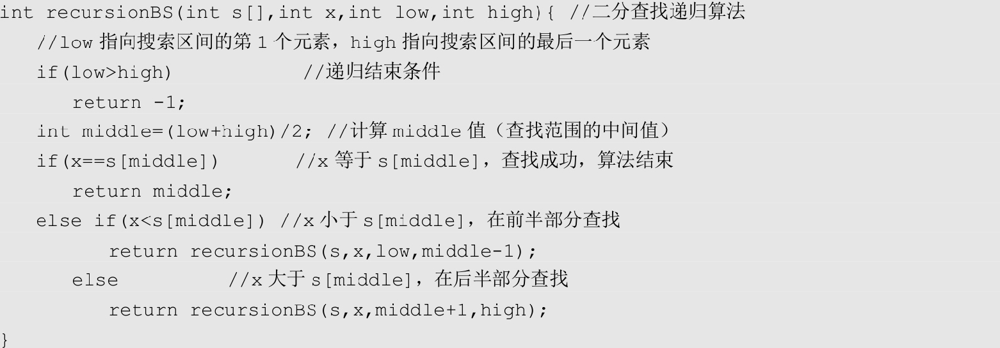 int recursionBS(int s[],int x,int low,int high){ //二分查找递归算法
//low 指向搜索区间的第 1 个元素，high 指向搜索区间的最后一个元素
if(low>high) //递归结束条件
return -1;
int middle=(low+high)/2; //计算 middle 值（查找范围的中间值）
if(x==s[middle]) //x 等于 s[middle]，查找成功，算法结束
return middle;
else if(x<s[middle]) //x 小于 s[middle]，在前半部分查找
return recursionBS(s,x,low,middle-1);
else //x 大于 s[middle]，在后半部分查找
return recursionBS(s,x,middle+1,high);
}